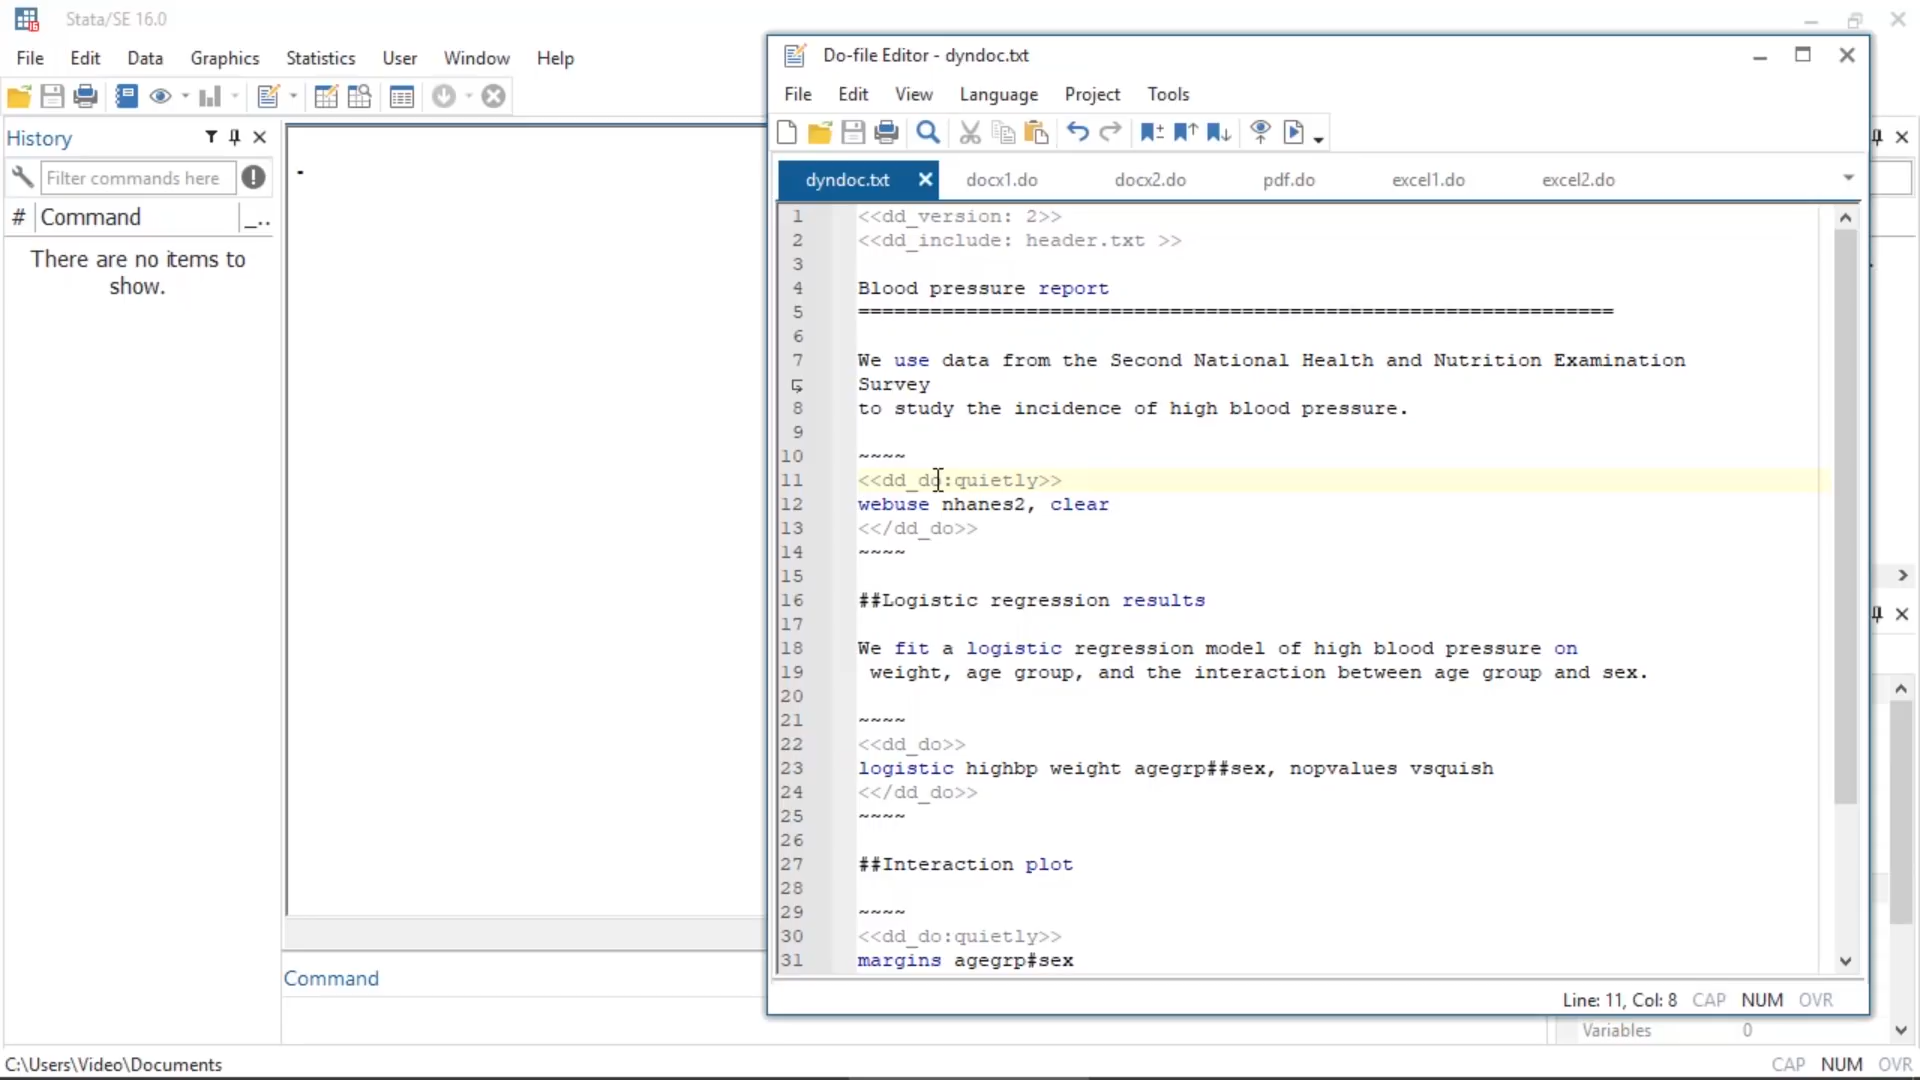 Stata/SE 16.0
File Edit Data Graphics Statistics User Window Help
History
Filter commands here
# Command _..
There are no items to
show.
Command
Do-file Editor - dyndoc.txt
File Edit View Language Project Tools
dyndoc.txt docx1.do docx2.do pdf.do excel1.do excel2.do
1 <<dd_version: 2>>
2 <<dd_include: header.txt >>
3
4 Blood pressure report
5 ===============================================================
6
7 We use data from the Second National Health and Nutrition Examination
Survey
8 to study the incidence of high blood pressure.
9
10 ~~~~
11 <<dd_do:quietly>>
12 webuse nhanes2, clear
13 <</dd_do>>
14 ~~~~
15
16 ##Logistic regression results
17
18 We fit a logistic regression model of high blood pressure on
19 weight, age group, and the interaction between age group and sex.
20
21 ~~~~
22 <<dd_do>>
23 logistic highbp weight agegrp##sex, nopvalues vsquish
24 <</dd_do>>
25 ~~~~
26
27 ##Interaction plot
28
29 ~~~~
30 <<dd_do:quietly>>
31 margins agegrp#sex
Line: 11, Col: 8 CAP NUM OVR
Variables 0
C:\Users\Video\Documents CAP NUM OVR